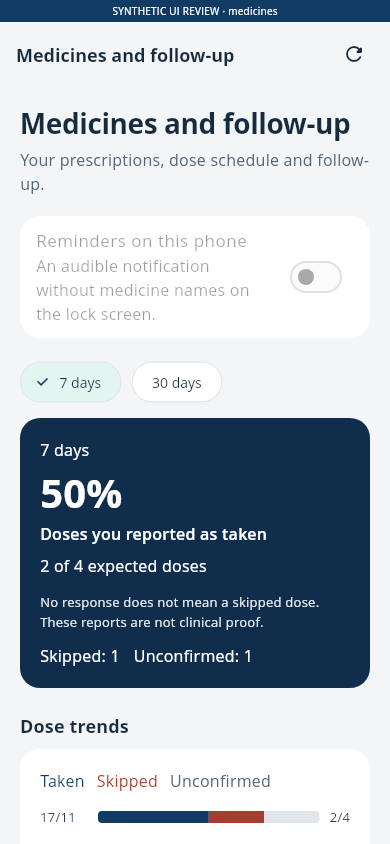 SYNTHETIC UI REVIEW · medicines
Medicines and follow-up
Medicines and follow-up
Your prescriptions, dose schedule and follow-
up.
Reminders on this phone
An audible notification
without medicine names on
the lock screen.
7 days
30 days
7 days
50%
Doses you reported as taken
2 of 4 expected doses
No response does not mean a skipped dose.
These reports are not clinical proof.
Skipped: 1 Unconfirmed: 1
Dose trends
Taken Skipped Unconfirmed
17/11 2/4